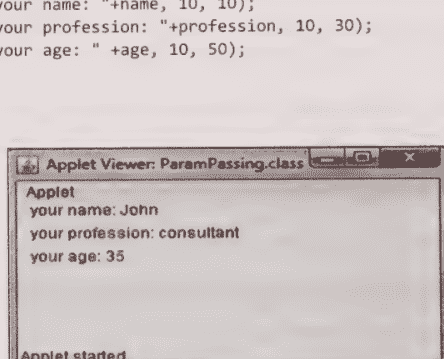 your name: "+name, 10, 10);
your profession: "+profession, 10, 30);
your age: " +age, 10, 50);
Applet Viewer: ParamPassing.class
Applet
your name: John
your profession: consultant
your age: 35
Applet started